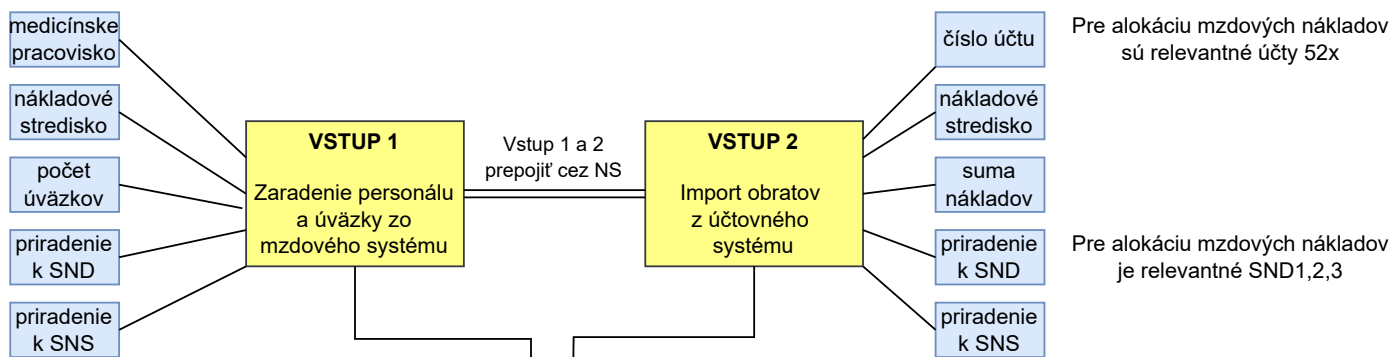 medicínske
pracovisko
nákladové
stredisko
počet
úväzkov
priradenie
k SND
priradenie
k SNS
VSTUP 1
Zaradenie personálu
a úväzky zo
mzdového systému
Vstup 1 a 2
prepojiť cez NS
VSTUP 2
Import obratov
z účtovného
systému
číslo účtu
nákladové
stredisko
suma
nákladov
priradenie
k SND
priradenie
k SNS
Pre alokáciu mzdových nákladov
sú relevantné účty 52x
Pre alokáciu mzdových nákladov
je relevantné SND1,2,3